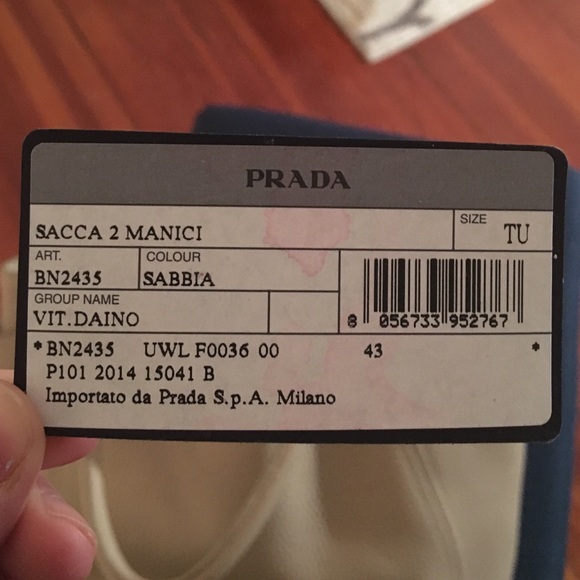 PRADA
SACCA 2 MANICI
SIZE
TU
ART.
BN2435
COLOUR
SABBIA
GROUP NAME
VIT.DAINO
8 056733 952767
*BN2435 UWL F0036 00 43 *
P101 2014 15041 B
Importato da Prada S.p.A. Milano